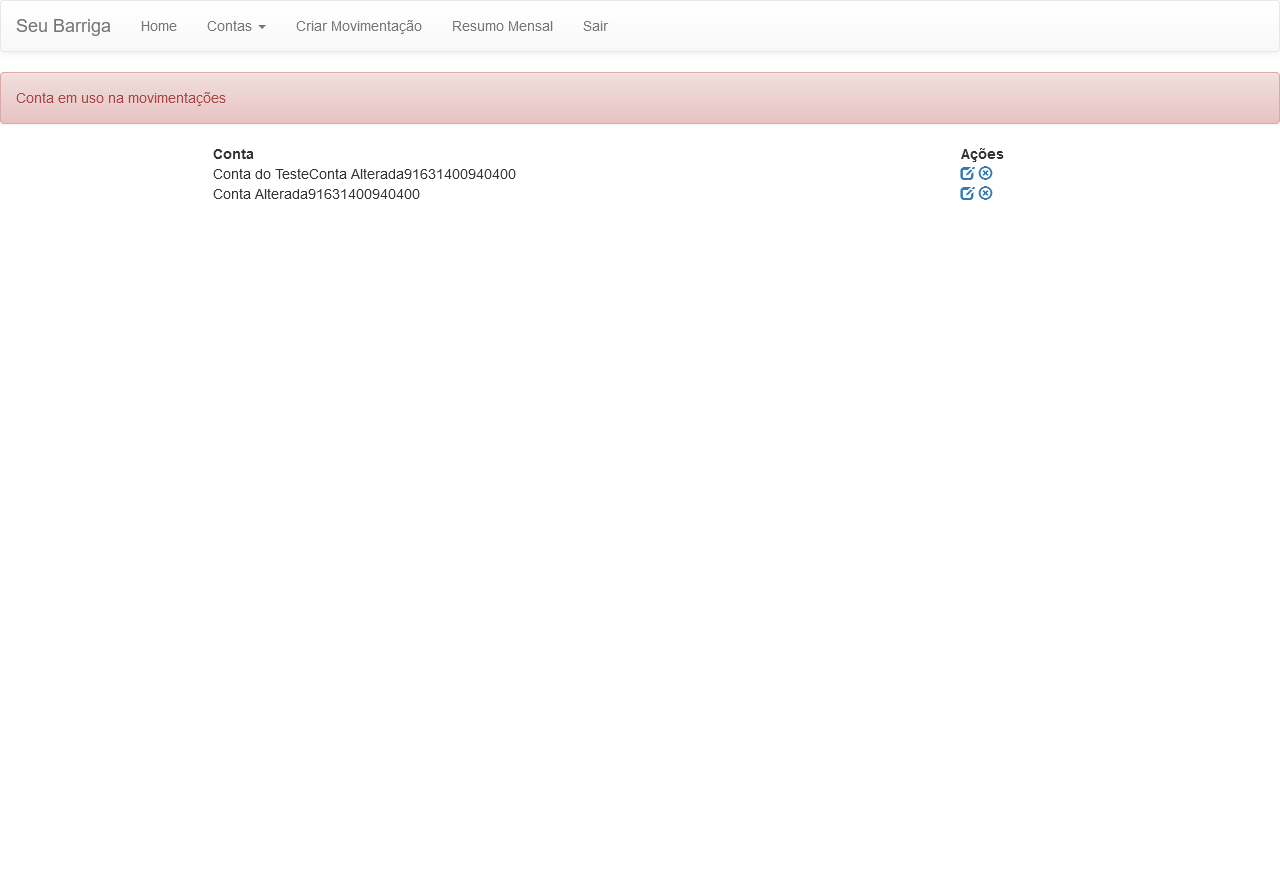 Seu Barriga Home Contas Criar Movimentação Resumo Mensal Sair
Conta em uso na movimentações
Conta Ações
Conta do TesteConta Alterada91631400940400
Conta Alterada91631400940400